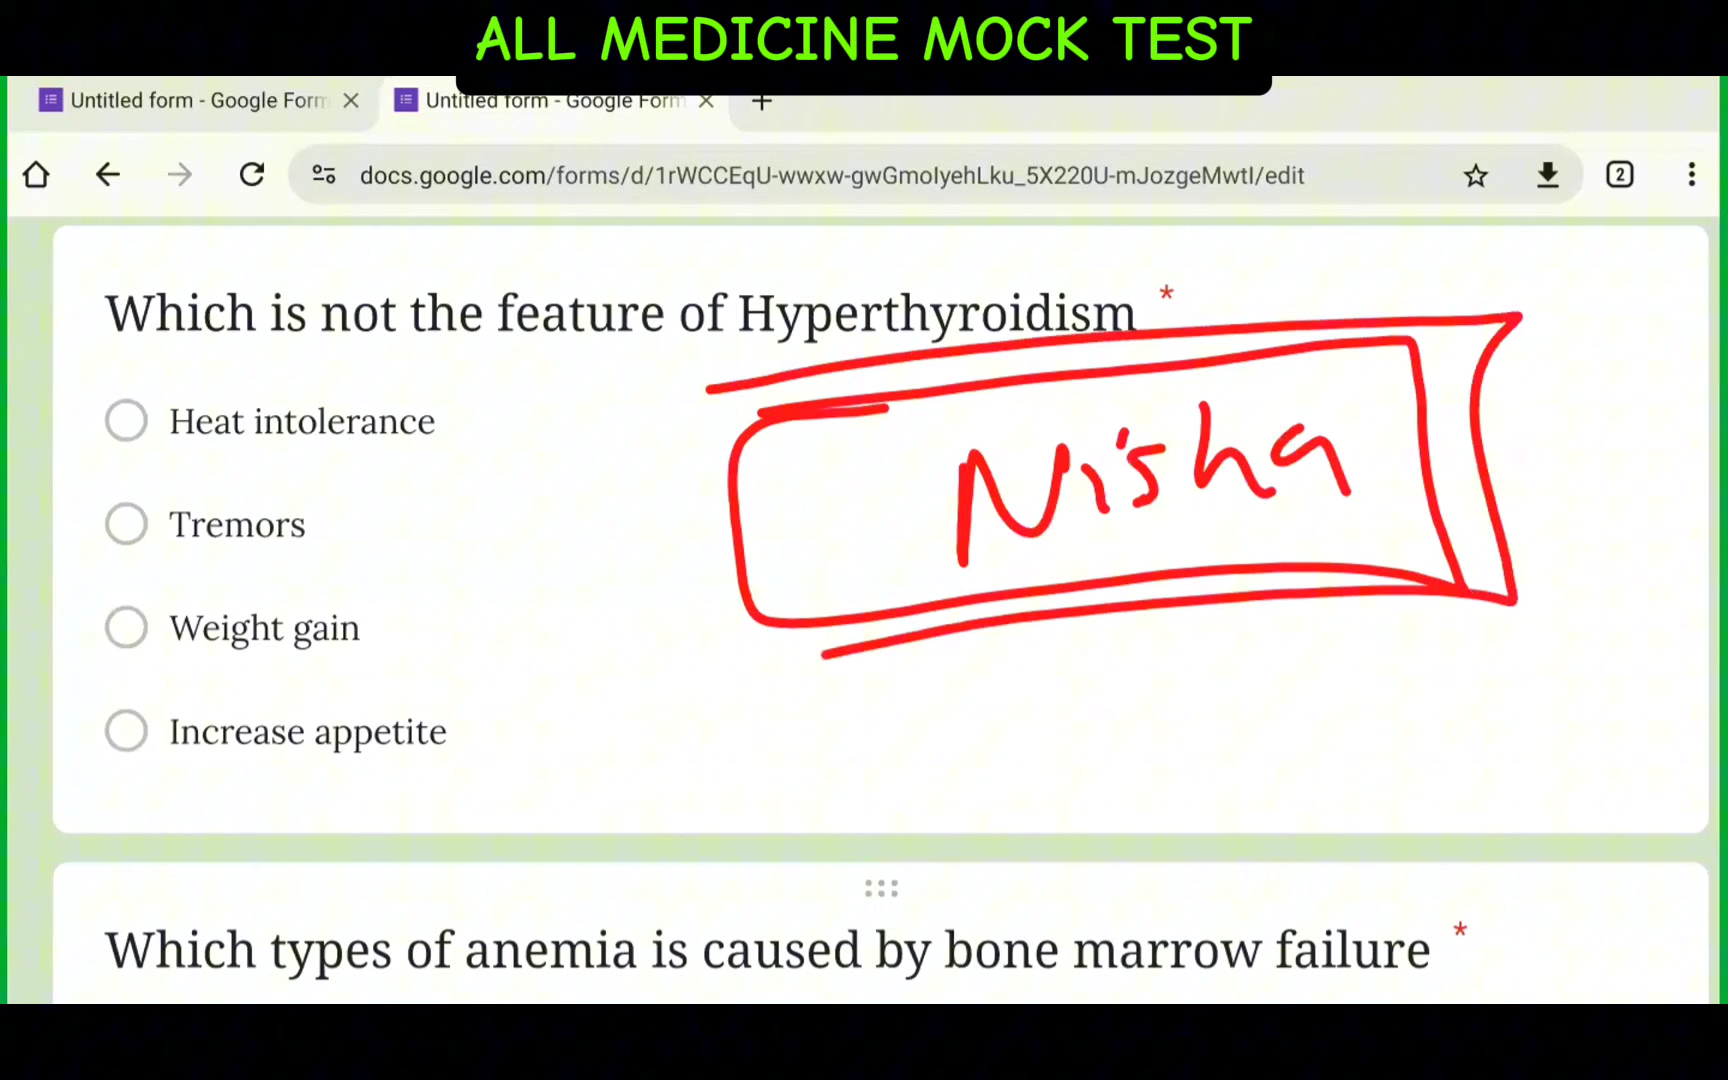 ALL MEDICINE MOCK TEST
Untitled form - Google Form
Untitled form - Google Form
docs.google.com/forms/d/1rWCCEqU-wwxw-gwGmoIyehLku_5X220U-mJozgeMwtI/edit
2
Which is not the feature of Hyperthyroidism *
Heat intolerance
Tremors
Weight gain
Increase appetite
Nisha
Which types of anemia is caused by bone marrow failure *